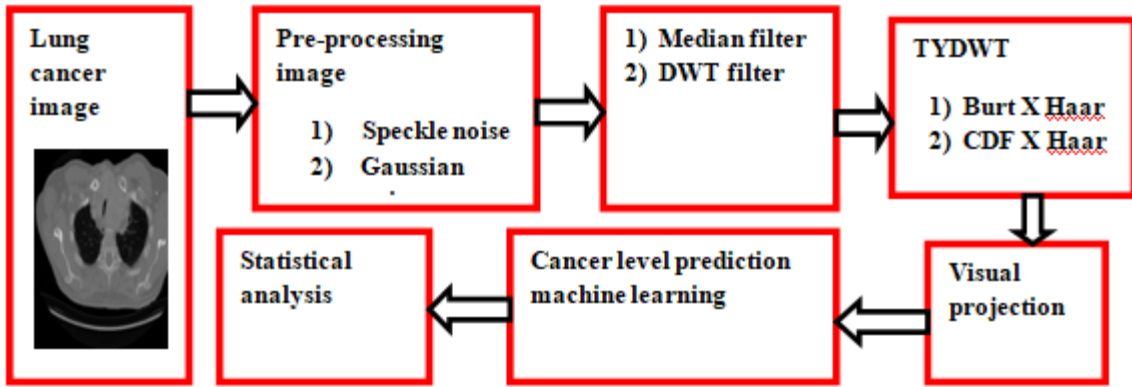 Lung
cancer
image
Pre-processing
image
1) Speckle noise
2) Gaussian
1) Median filter
2) DWT filter
TYDWT
1) Burt X Haar
2) CDF X Haar
Visual
projection
Cancer level prediction
machine learning
Statistical
analysis